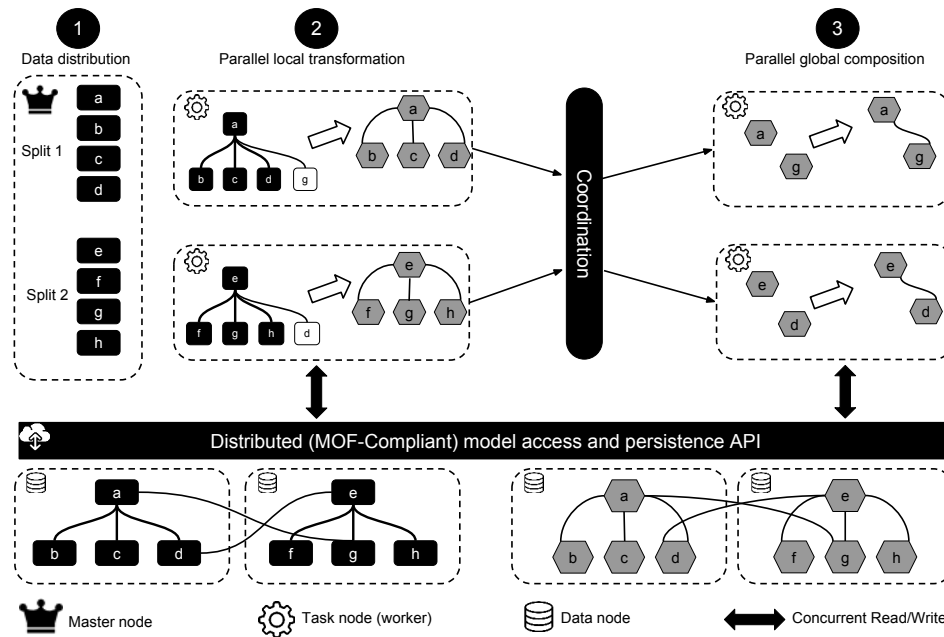 1
2
3
Data distribution
Parallel local transformation
Parallel global composition
a
b
Split 1
c
d
e
f
Split 2
g
h
a
b
c
d
g
a
b
c
d
e
f
g
h
d
e
f
g
h
Coordination
a
g
a
g
e
d
e
d
Distributed (MOF-Compliant) model access and persistence API
a
b
c
d
e
f
g
h
a
b
c
d
e
f
g
h
Master node
Task node (worker)
Data node
Concurrent Read/Write